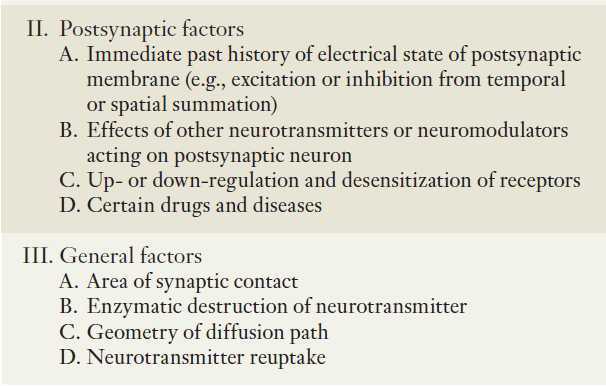 II. Postsynaptic factors
A. Immediate past history of electrical state of postsynaptic
membrane (e.g., excitation or inhibition from temporal
or spatial summation)
B. Effects of other neurotransmitters or neuromodulators
acting on postsynaptic neuron
C. Up- or down-regulation and desensitization of receptors
D. Certain drugs and diseases
III. General factors
A. Area of synaptic contact
B. Enzymatic destruction of neurotransmitter
C. Geometry of diffusion path
D. Neurotransmitter reuptake